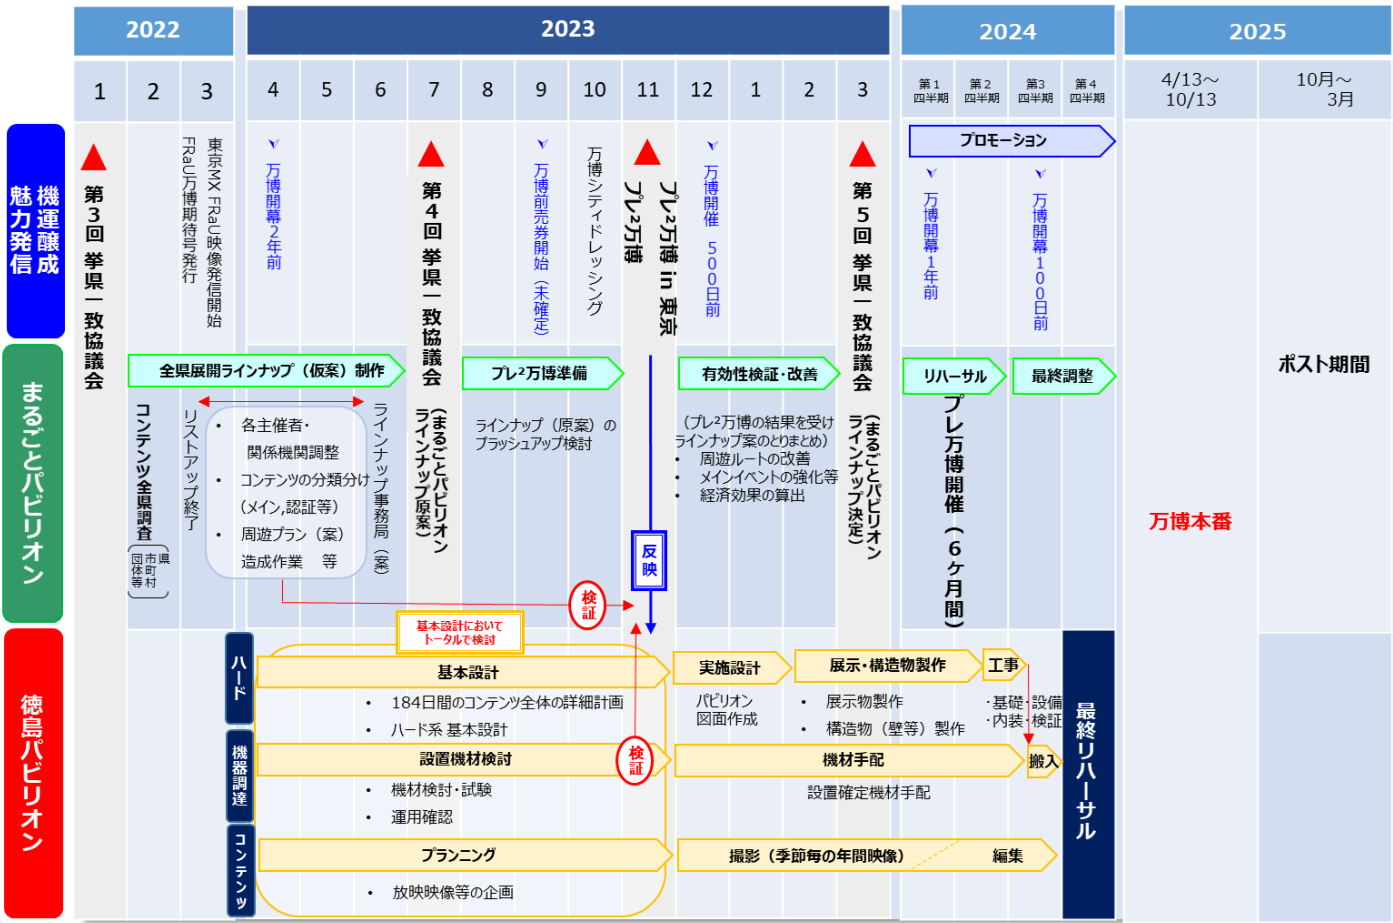 2022
2023
2024
2025
1
2
3
4
5
6
7
8
9
10
11
12
1
2
3
第1
四半期
第2
四半期
第3
四半期
第4
四半期
4/13～
10/13
10月～
3月
機運醸成
魅力発信
第3回 挙県一致協議会
東京MX FRaU映像発信開始
FRaU万博期待号発行
万博開幕2年前
第4回 挙県一致協議会
万博前売券開始（未確定）
万博シティドレッシング
プレ²万博
プレ²万博 in 東京
万博開催 500日前
第5回 挙県一致協議会
プロモーション
万博開幕1年前
万博開幕100日前
まるごとパビリオン
全県展開ラインナップ（仮案）制作
プレ²万博準備
有効性検証・改善
リハーサル
最終調整
ポスト期間
コンテンツ全県調査
県
市町村
団体等
リストアップ終了
・ 各主催者・
関係機関調整
・ コンテンツの分類分け
（メイン,認証等）
・ 周遊プラン（案）
造成作業 等
ラインナップ事務局（案）
（まるごとパビリオン
ラインナップ原案）
ラインナップ（原案）の
ブラッシュアップ検討
（プレ²万博の結果を受け
ラインナップ案のとりまとめ）
・ 周遊ルートの改善
・ メインイベントの強化等
・ 経済効果の算出
（まるごとパビリオン
ラインナップ決定）
プレ万博開催（6ヶ月間）
万博本番
反映
検証
徳島パビリオン
基本設計において
トータルで検討
ハード
基本設計
実施設計
展示・構造物製作
工事
・ 184日間のコンテンツ全体の詳細計画
・ ハード系 基本設計
パビリオン
図面作成
・ 展示物製作
・ 構造物（壁等）製作
・基礎・設備
・内装・検証
機器調達
設置機材検討
検証
機材手配
搬入
・ 機材検討・試験
・ 運用確認
設置確定機材手配
コンテンツ
プランニング
撮影（季節毎の年間映像）
編集
・ 放映映像等の企画
最終リハーサル